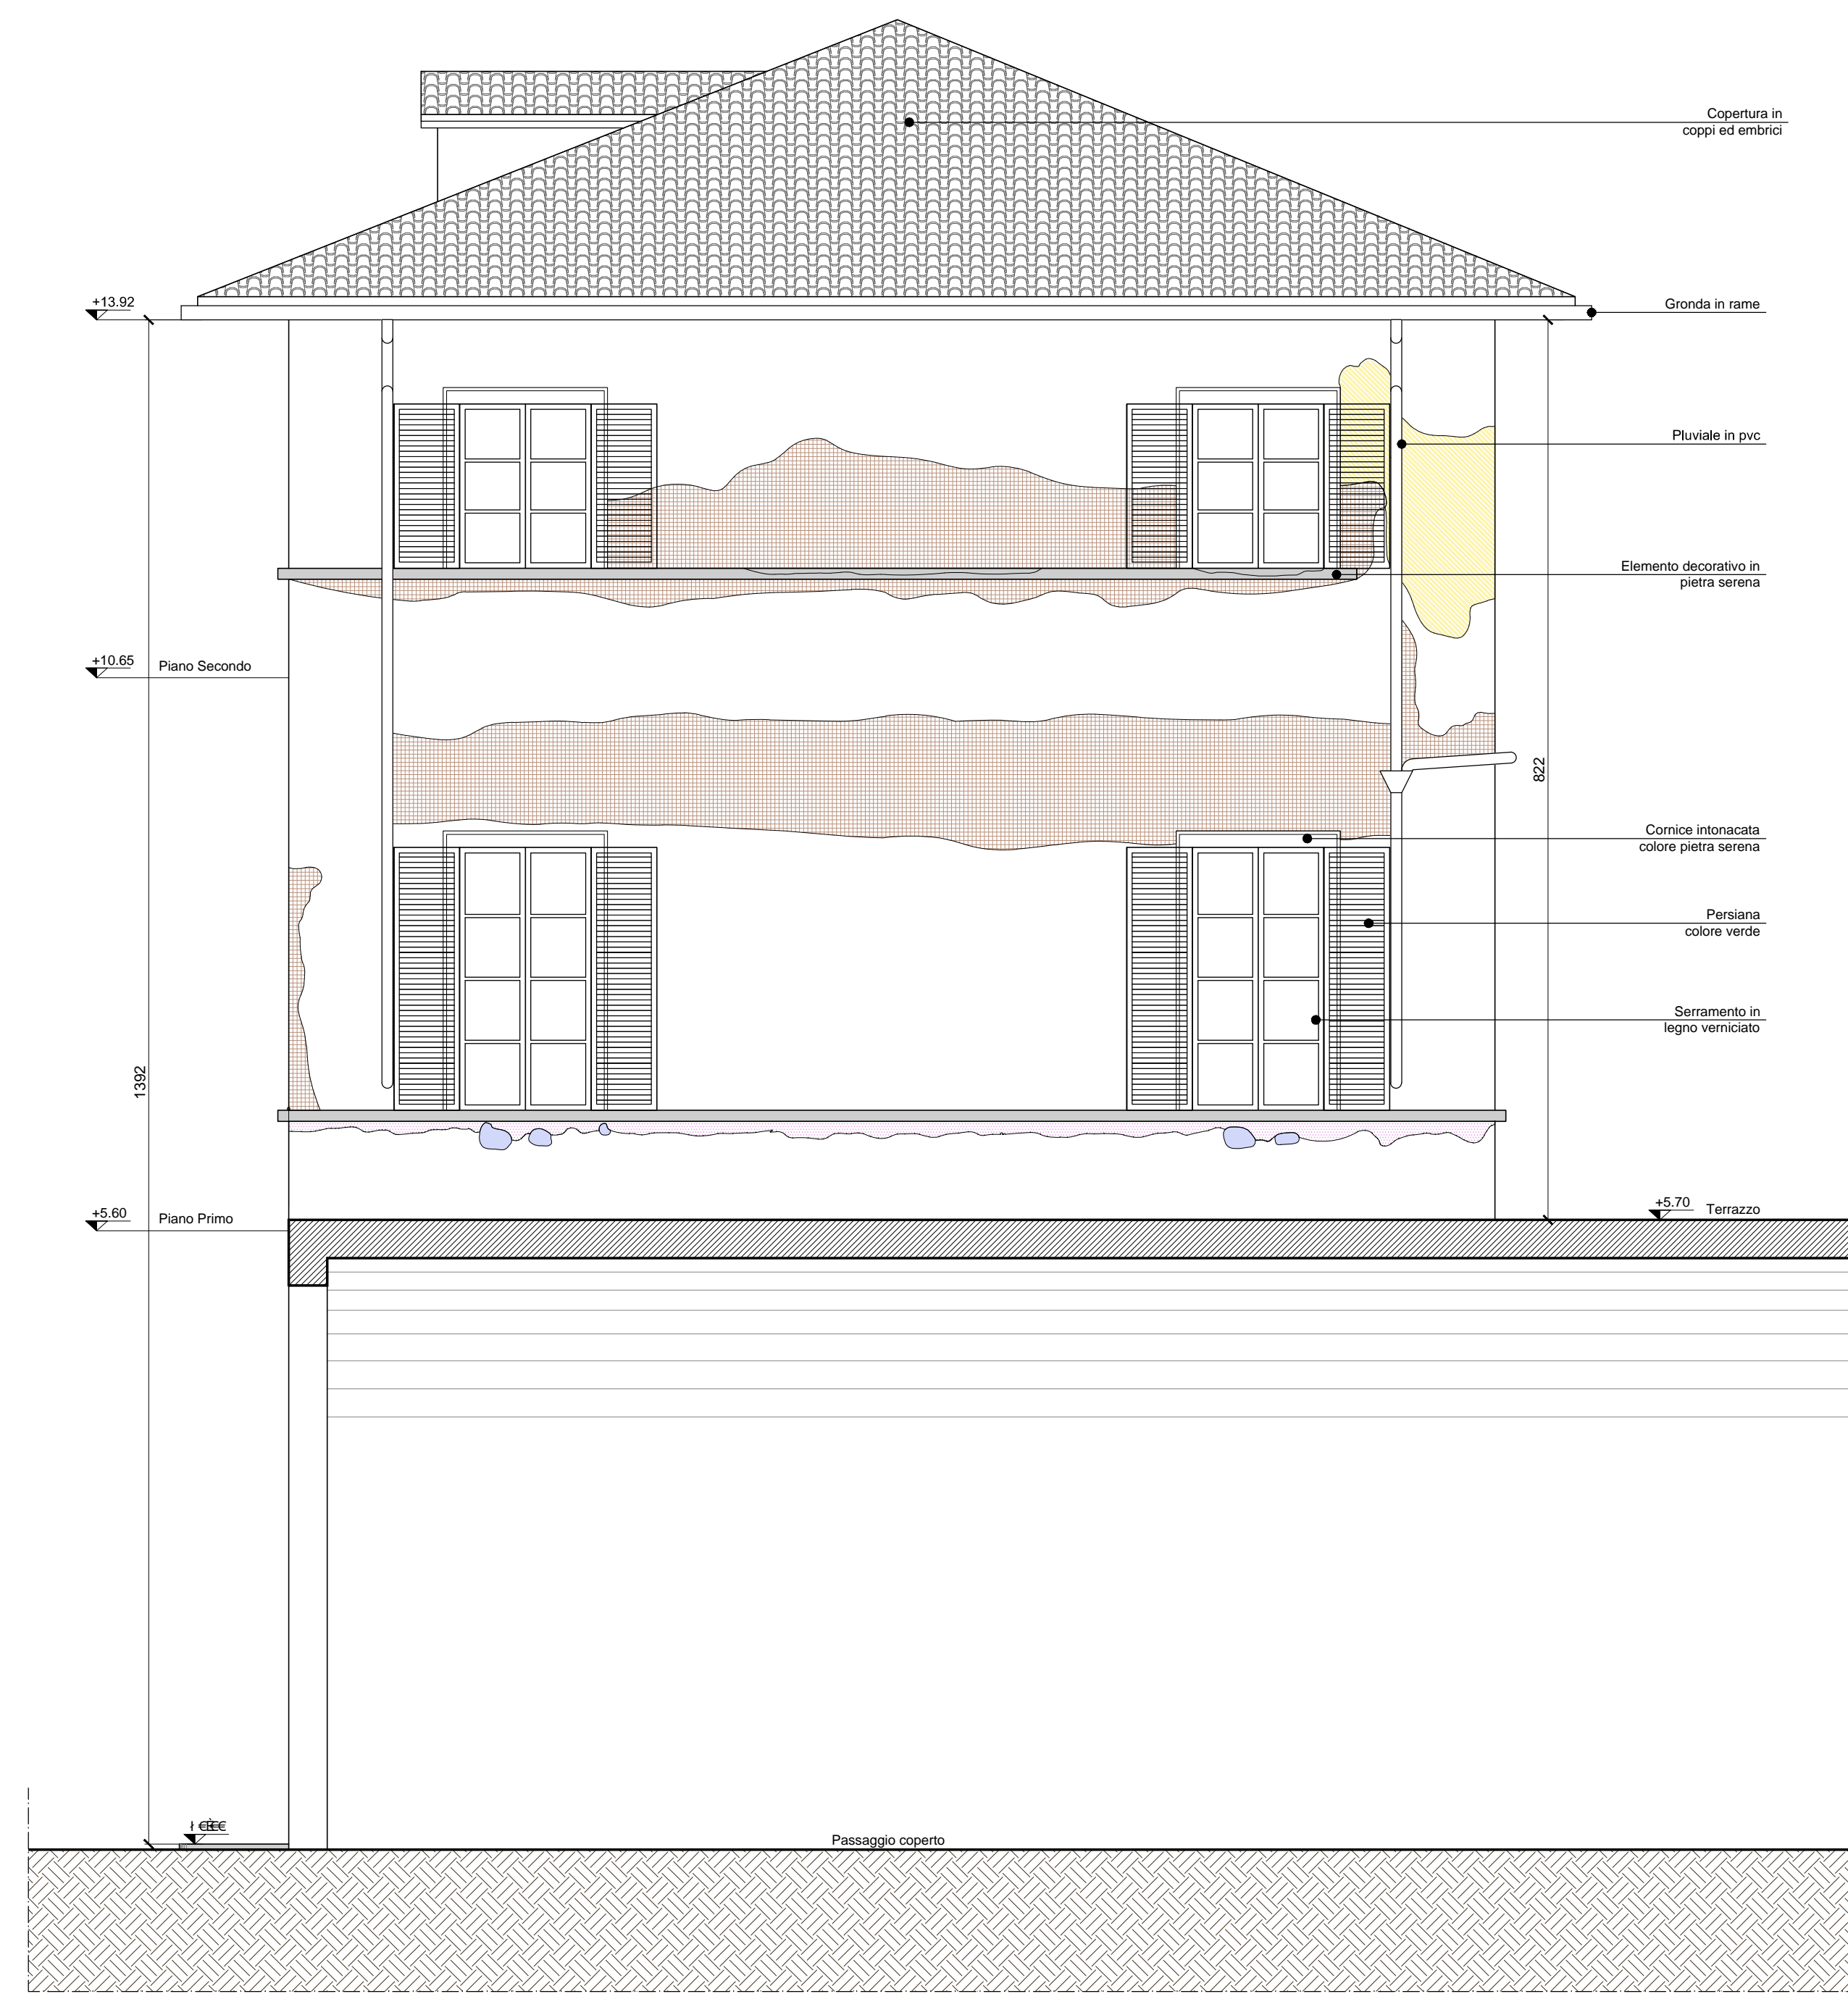 Copertura in
coppi ed embrici
+13.92
Gronda in rame
Pluviale in pvc
Elemento decorativo in
pietra serena
+10.65
Piano Secondo
822
Cornice intonacata
colore pietra serena
Persiana
colore verde
Serramento in
legno verniciato
1392
+5.60
Piano Primo
+5.70
Terrazzo
Passaggio coperto